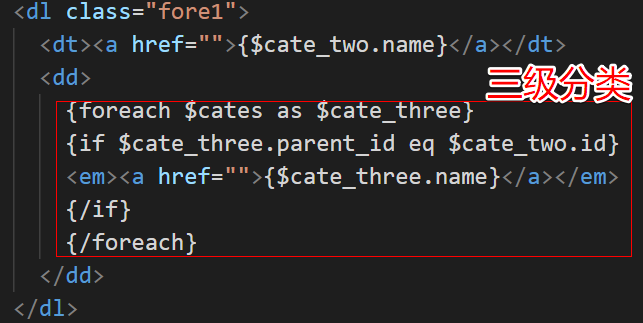 <dl class="fore1">
<dt><a href="">{$cate_two.name}</a></dt>
<dd>
三级分类
{foreach $cates as $cate_three}
{if $cate_three.parent_id eq $cate_two.id}
<em><a href="">{$cate_three.name}</a></em>
{/if}
{/foreach}
</dd>
</dl>